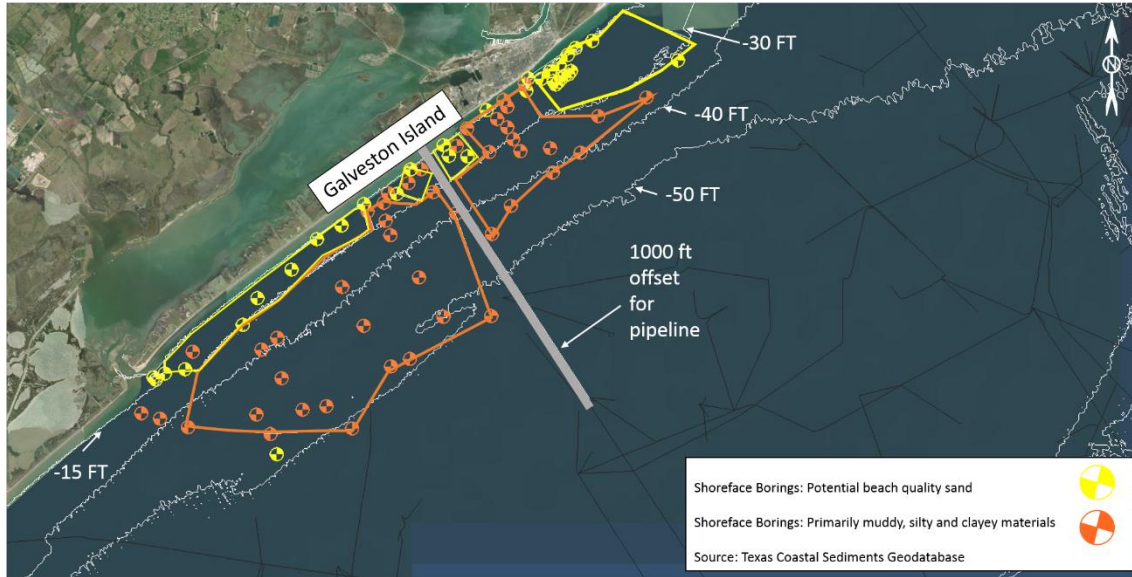 -30 FT
N
-40 FT
Galveston Island
-50 FT
1000 ft
offset
for
pipeline
-15 FT
Shoreface Borings: Potential beach quality sand
Shoreface Borings: Primarily muddy, silty and clayey materials
Source: Texas Coastal Sediments Geodatabase